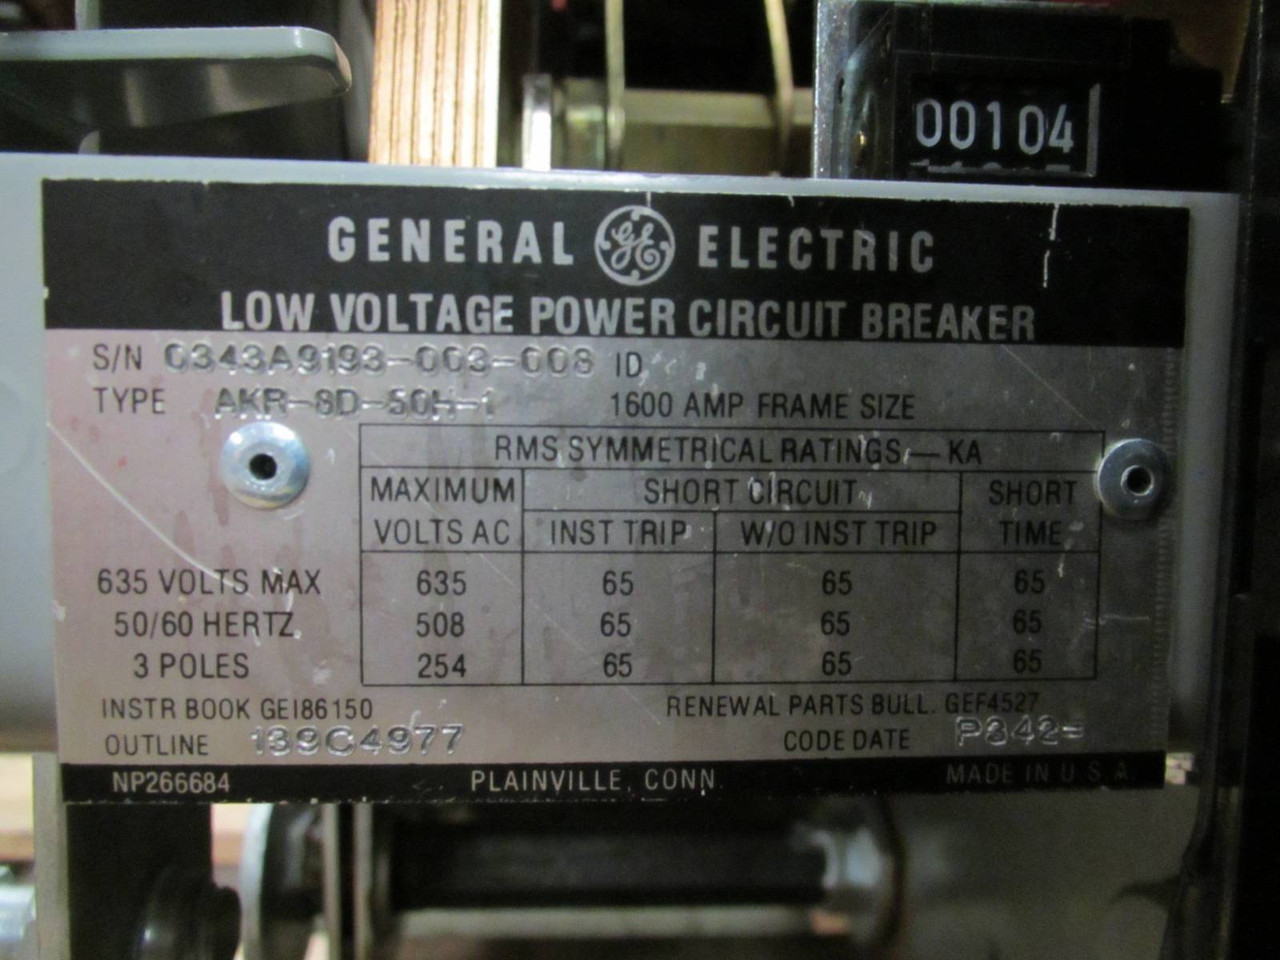 00104
GENERAL GE ELECTRIC
LOW VOLTAGE POWER CIRCUIT BREAKER
S/N 0343A9193-003-008 ID
TYPE AKR-8D-50H-1 1600 AMP FRAME SIZE
RMS SYMMETRICAL RATINGS — KA
MAXIMUM SHORT CIRCUIT SHORT
VOLTS AC INST TRIP W/O INST TRIP TIME
635 VOLTS MAX 635 65 65 65
50/60 HERTZ 508 65 65 65
3 POLES 254 65 65 65
INSTR BOOK GEI86150 RENEWAL PARTS BULL. GEF4527
OUTLINE 139C4977 CODE DATE P342-
NP266684 PLAINVILLE, CONN. MADE IN U.S.A.